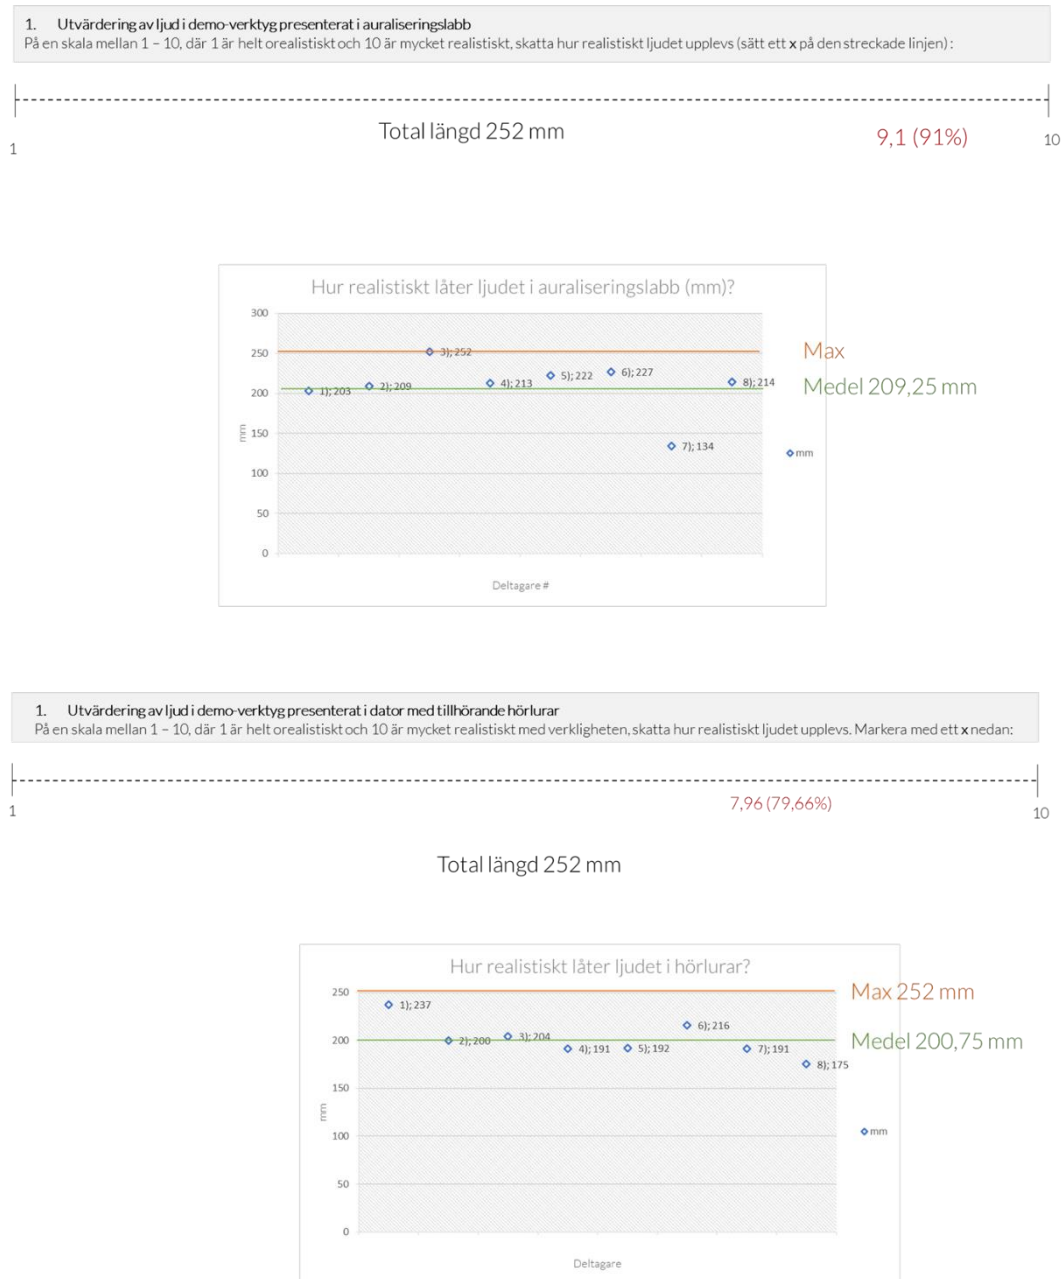 1. Utvärdering av ljud i demo-verktyg presenterat i auraliseringslabb
På en skala mellan 1 – 10, där 1 är helt orealistiskt och 10 är mycket realistiskt, skatta hur realistiskt ljudet upplevs (sätt ett x på den streckade linjen) :
Total längd 252 mm
9,1 (91%)
1
10
Hur realistiskt låter ljudet i auraliseringslabb (mm)?
300
250
200
150
100
50
0
mm
1); 203
2); 209
3); 252
4); 213
5); 222
6); 227
7); 134
8); 214
Max
Medel 209,25 mm
mm
Deltagare #
1. Utvärdering av ljud i demo-verktyg presenterat i dator med tillhörande hörlurar
På en skala mellan 1 – 10, där 1 är helt orealistiskt och 10 är mycket realistiskt med verkligheten, skatta hur realistiskt ljudet upplevs. Markera med ett x nedan:
1
7,96 (79,66%)
10
Total längd 252 mm
Hur realistiskt låter ljudet i hörlurar?
250
200
150
100
50
0
mm
1); 237
2); 200
3); 204
4); 191
5); 192
6); 216
7); 191
8); 175
Max 252 mm
Medel 200,75 mm
mm
Deltagare